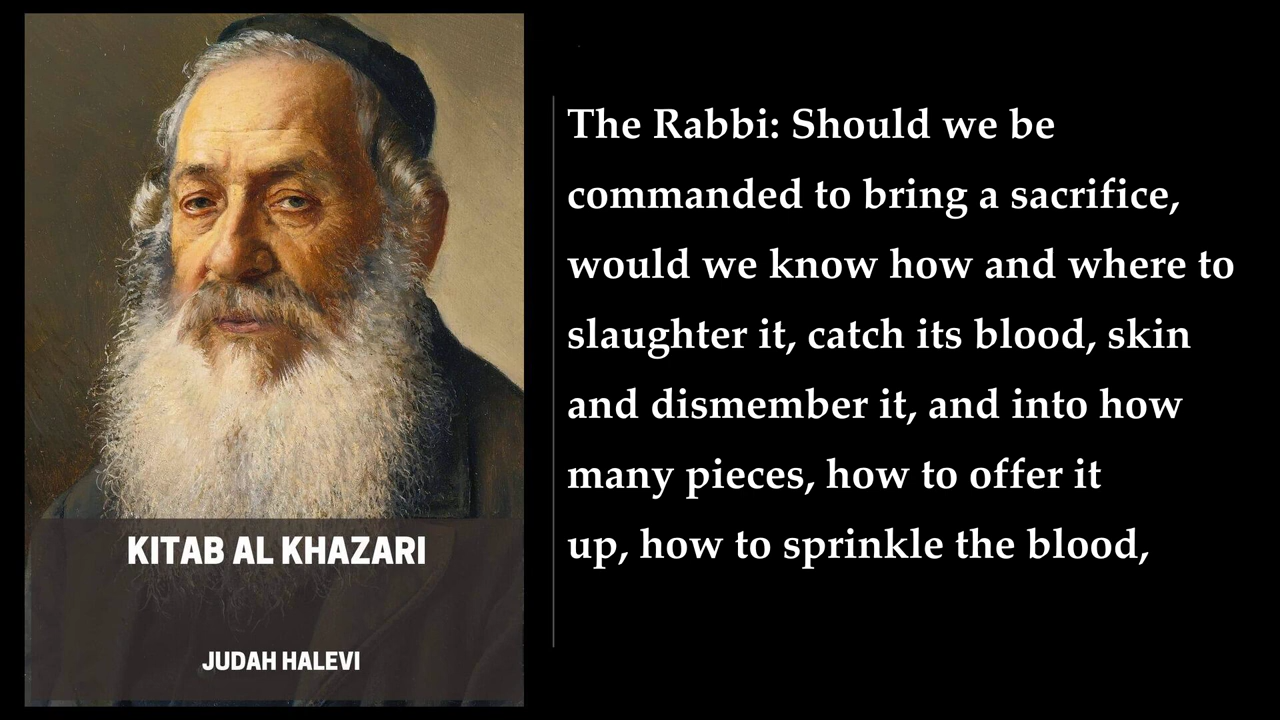 KITAB AL KHAZARI
JUDAH HALEVI
The Rabbi: Should we be
commanded to bring a sacrifice,
would we know how and where to
slaughter it, catch its blood, skin
and dismember it, and into how
many pieces, how to offer it
up, how to sprinkle the blood,